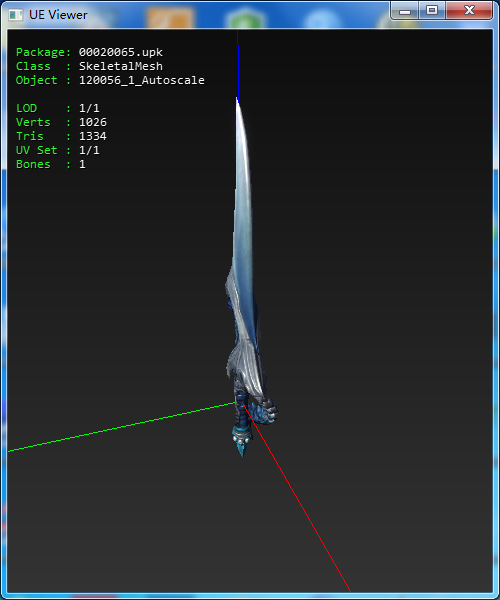 UE Viewer
Package: 00020065.upk
Class : SkeletalMesh
Object : 120056_1_Autoscale
LOD : 1/1
Verts : 1026
Tris : 1334
UV Set : 1/1
Bones : 1